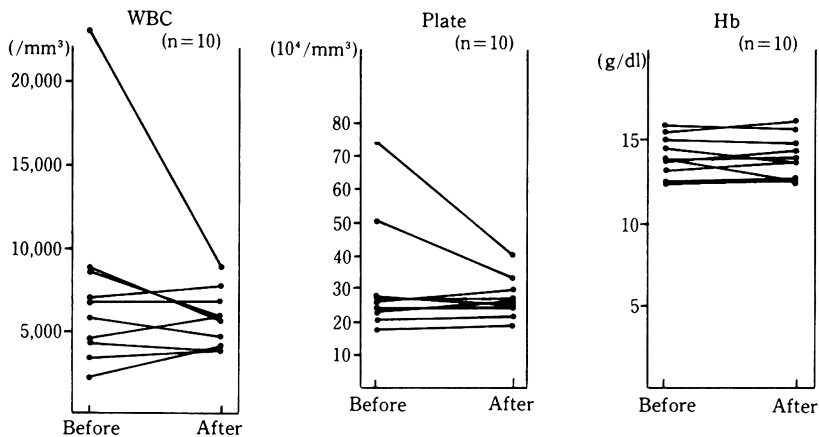 WBC
(/mm³)
(n=10)
20,000
15,000
10,000
5,000
Before
After
Plate
(10⁴/mm³)
(n=10)
80
70
60
50
40
30
20
10
Before
After
Hb
(g/dl)
(n=10)
15
10
5
Before
After